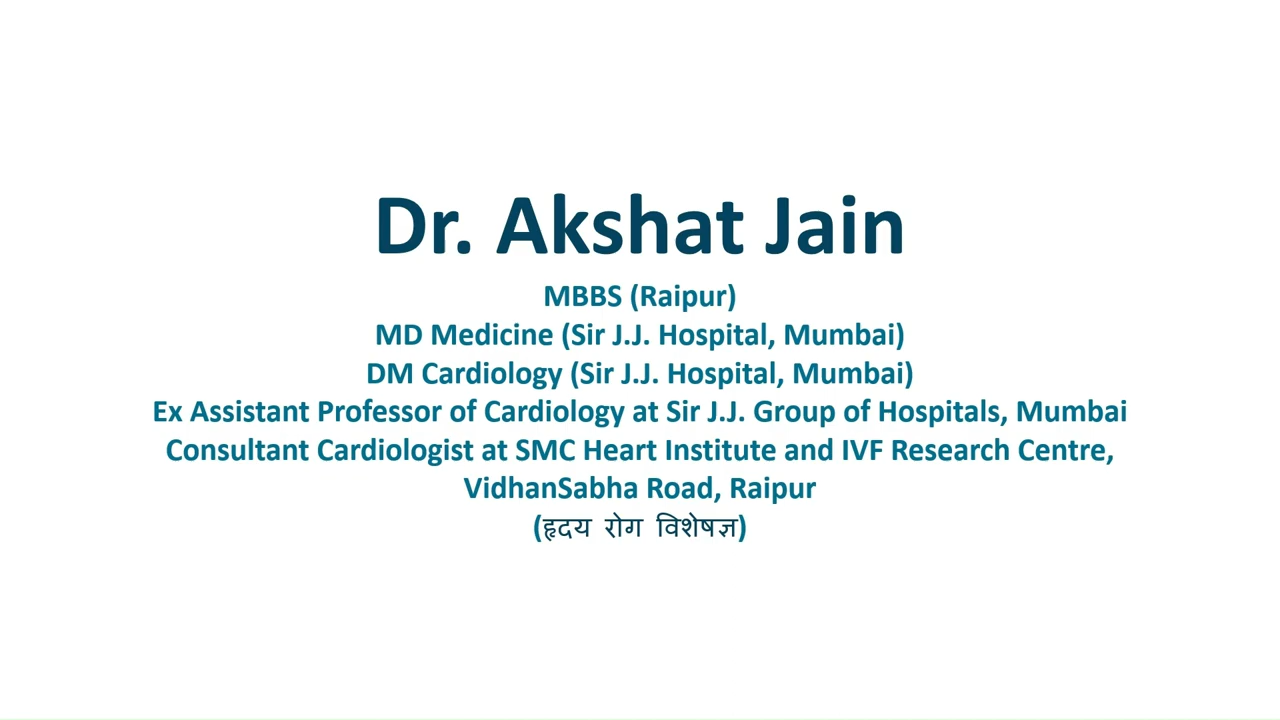 Dr. Akshat Jain
MBBS (Raipur)
MD Medicine (Sir J.J. Hospital, Mumbai)
DM Cardiology (Sir J.J. Hospital, Mumbai)
Ex Assistant Professor of Cardiology at Sir J.J. Group of Hospitals, Mumbai
Consultant Cardiologist at SMC Heart Institute and IVF Research Centre,
VidhanSabha Road, Raipur
(हृदय रोग विशेषज्ञ)